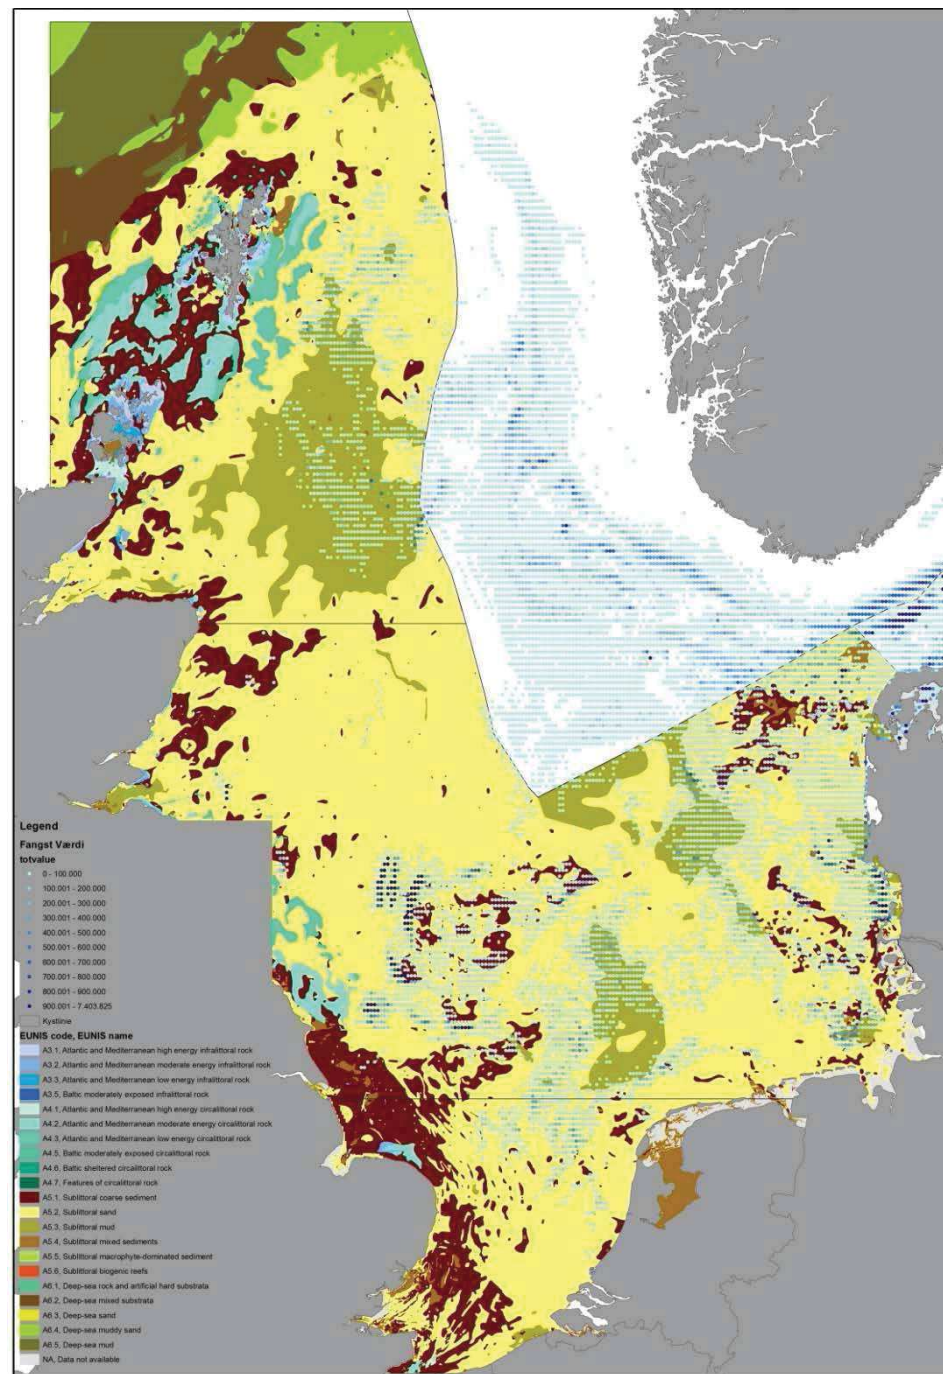 Legend
Fangst Værdi
totvalue
0 - 100.000
100.001 - 200.000
200.001 - 300.000
300.001 - 400.000
400.001 - 500.000
500.001 - 600.000
600.001 - 700.000
700.001 - 800.000
800.001 - 900.000
900.001 - 7.403.825
Kystlinie
EUNIS code, EUNIS name
A3.1, Atlantic and Mediterranean high energy infralittoral rock
A3.2, Atlantic and Mediterranean moderate energy infralittoral rock
A3.3, Atlantic and Mediterranean low energy infralittoral rock
A3.5, Baltic moderately exposed infralittoral rock
A4.1, Atlantic and Mediterranean high energy circalittoral rock
A4.2, Atlantic and Mediterranean moderate energy circalittoral rock
A4.3, Atlantic and Mediterranean low energy circalittoral rock
A4.5, Baltic moderately exposed circalittoral rock
A4.6, Baltic sheltered circalittoral rock
A4.7, Features of circalittoral rock
A5.1, Sublittoral coarse sediment
A5.2, Sublittoral sand
A5.3, Sublittoral mud
A5.4, Sublittoral mixed sediments
A5.5, Sublittoral macrophyte-dominated sediment
A5.6, Sublittoral biogenic reefs
A6.1, Deep-sea rock and artificial hard substrata
A6.2, Deep-sea mixed substrata
A6.3, Deep-sea sand
A6.4, Deep-sea muddy sand
A6.5, Deep-sea mud
NA, Data not available